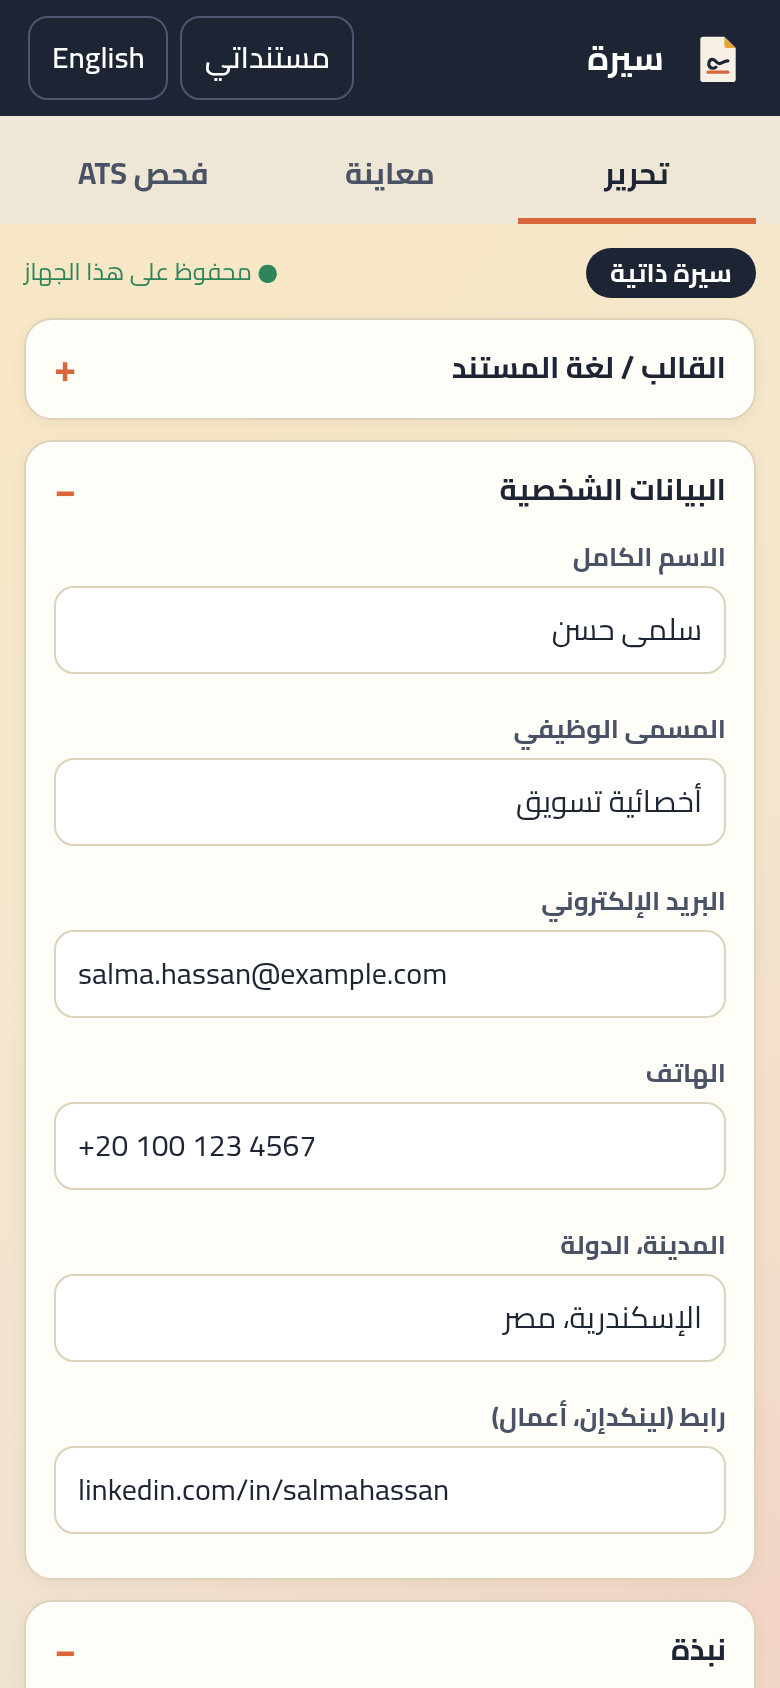 سيرة
مستنداتي
English
تحرير
معاينة
فحص ATS
سيرة ذاتية
محفوظ على هذا الجهاز
القالب / لغة المستند
+
البيانات الشخصية
−
الاسم الكامل
سلمى حسن
المسمى الوظيفي
أخصائية تسويق
البريد الإلكتروني
salma.hassan@example.com
الهاتف
+20 100 123 4567
المدينة، الدولة
الإسكندرية، مصر
رابط (لينكدإن، أعمال)
linkedin.com/in/salmahassan
نبذة
−